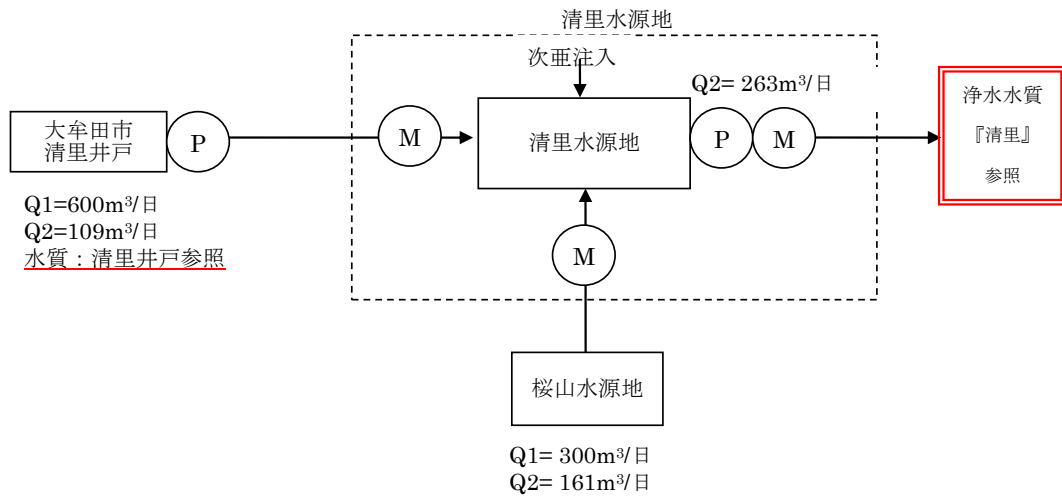 清里水源地
次亜注入
Q2= 263m³/日
大牟田市
清里井戸
P
M
清里水源地
P
M
浄水水質
『清里』
参照
Q1=600m³/日
Q2=109m³/日
水質：清里井戸参照
M
桜山水源地
Q1= 300m³/日
Q2= 161m³/日